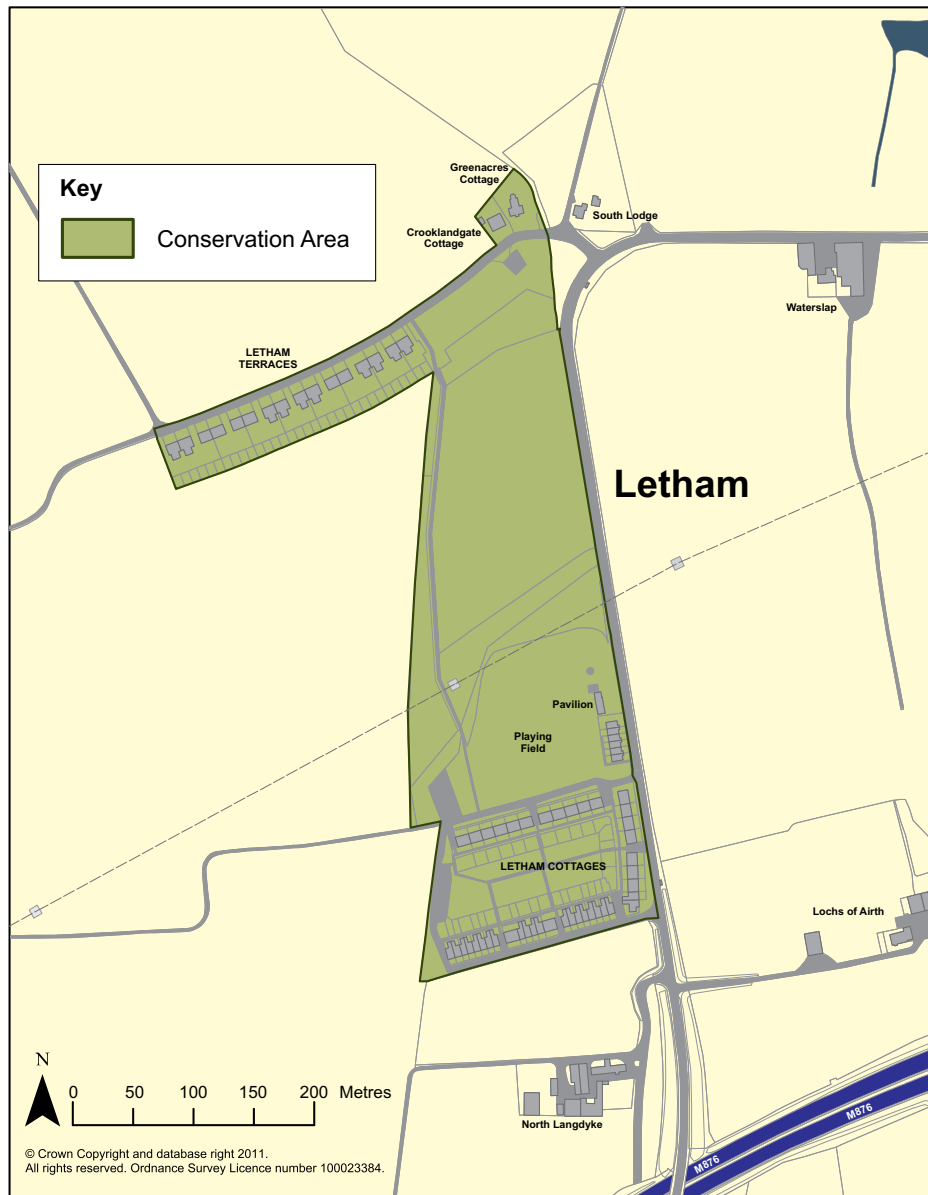 Greenacres
Cottage
Key
South Lodge
Conservation Area
Crooklandgate
Cottage
Waterslap
LETHAM
TERRACES
Letham
Pavilion
Playing
Field
LETHAM COTTAGES
Lochs of Airth
N
0 50 100 150 200 Metres
North Langdyke
M876
M876
© Crown Copyright and database right 2011.
All rights reserved. Ordnance Survey Licence number 100023384.